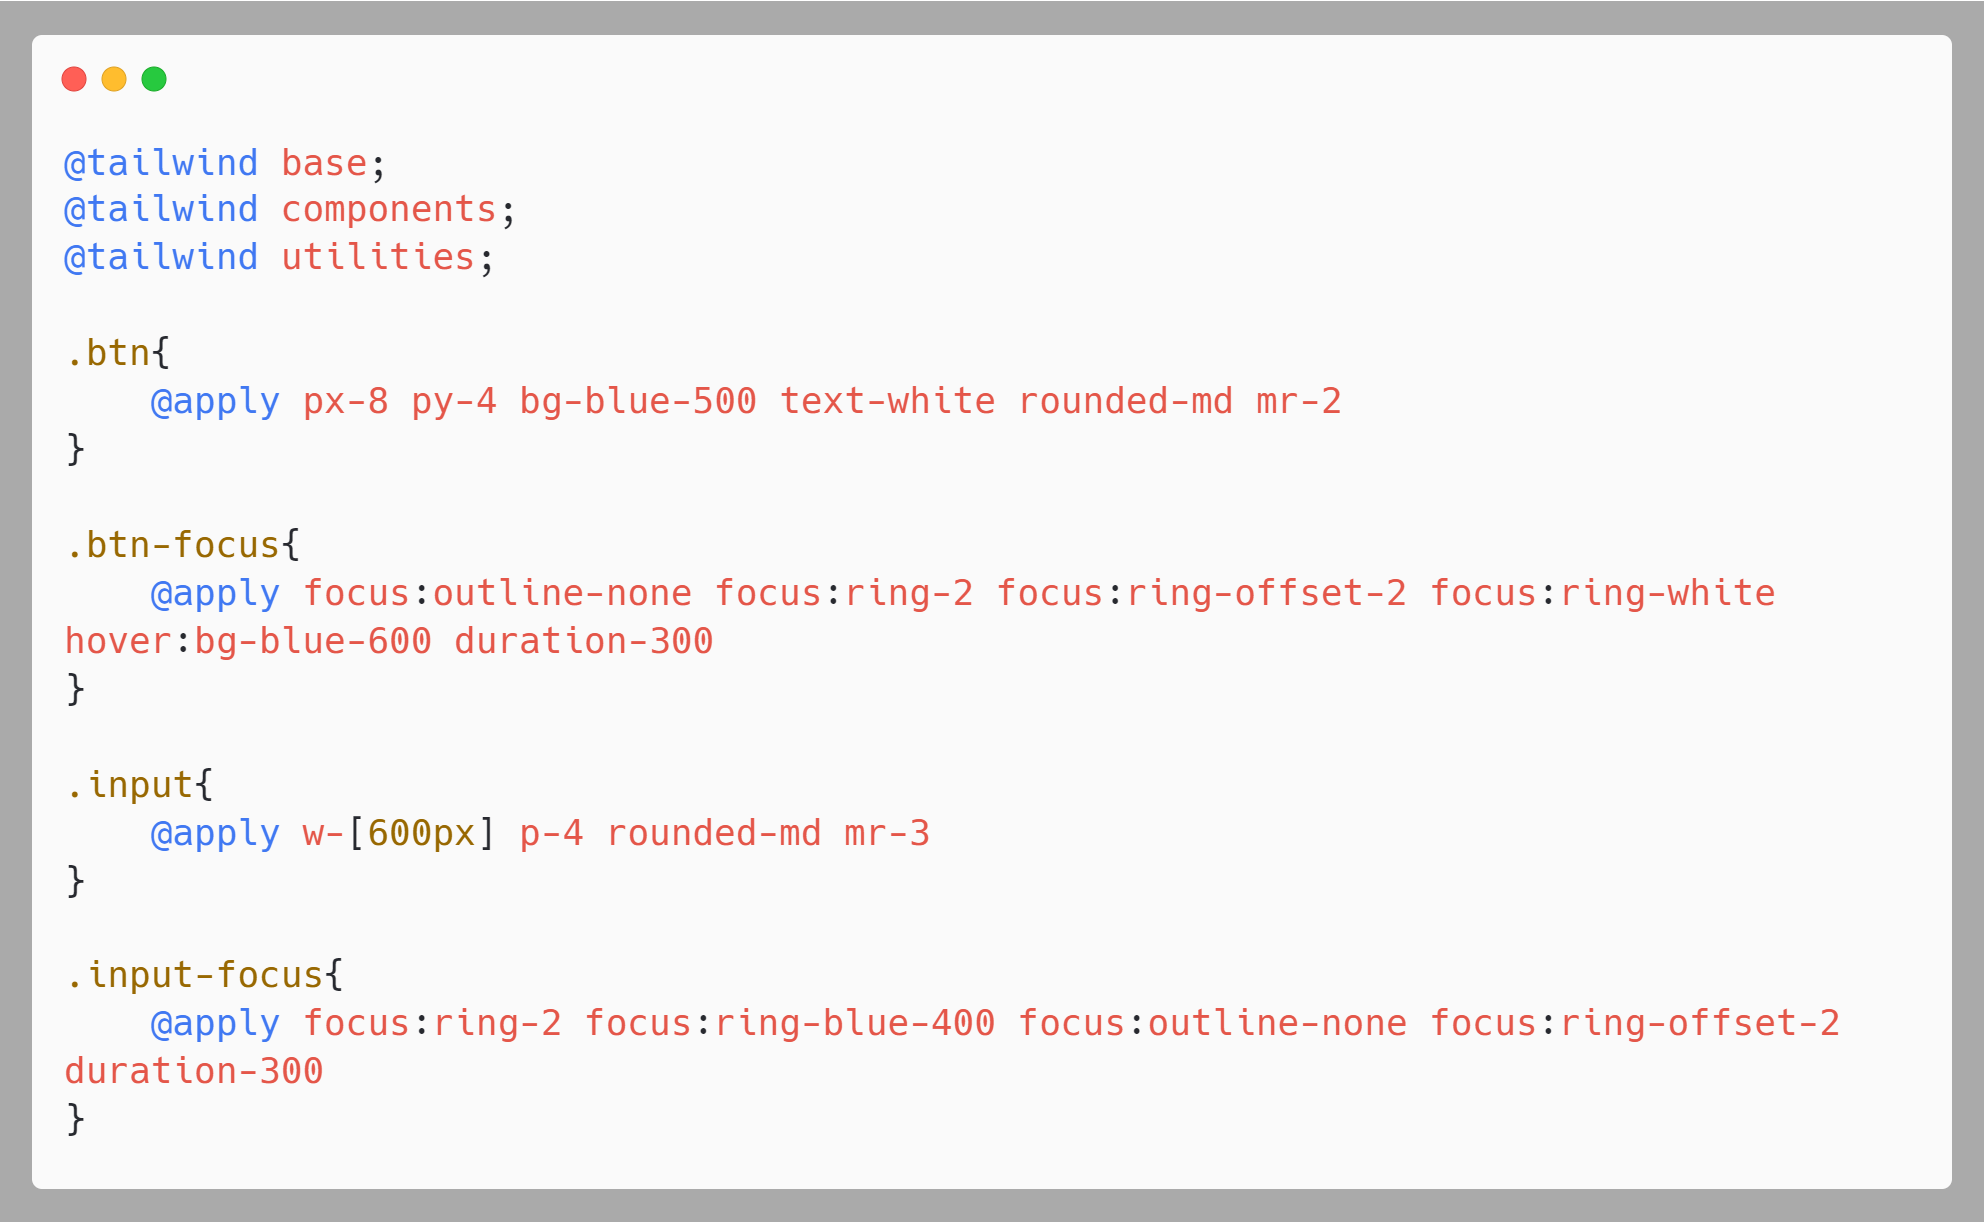 @tailwind base;
@tailwind components;
@tailwind utilities;
.btn{
    @apply px-8 py-4 bg-blue-500 text-white rounded-md mr-2
}
.btn-focus{
    @apply focus:outline-none focus:ring-2 focus:ring-offset-2 focus:ring-white
hover:bg-blue-600 duration-300
}
.input{
    @apply w-[600px] p-4 rounded-md mr-3
}
.input-focus{
    @apply focus:ring-2 focus:ring-blue-400 focus:outline-none focus:ring-offset-2
duration-300
}